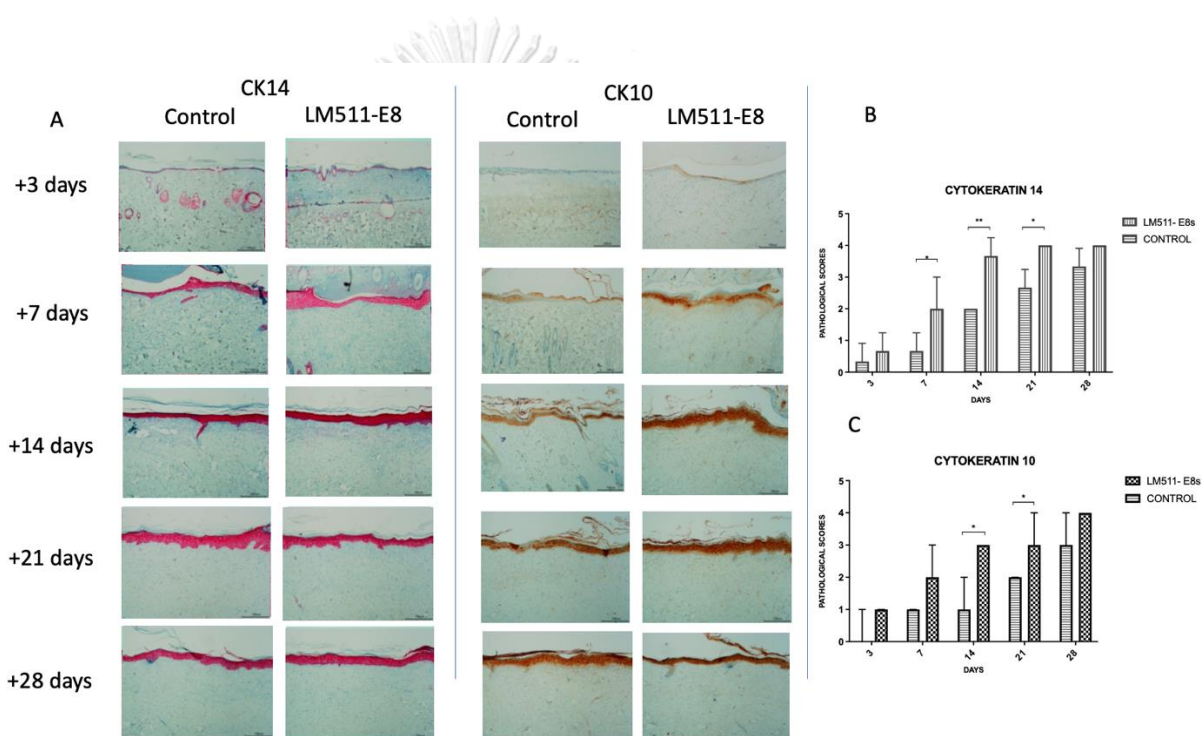 CK14
CK10
A
Control
LM511-E8
Control
LM511-E8
+3 days
+7 days
+14 days
+21 days
+28 days
B
CYTOKERATIN 14
PATHOLOGICAL SCORES
5
4
3
2
1
0
*
**
*
3
7
14
21
28
DAYS
LM511- E8s
CONTROL
C
CYTOKERATIN 10
PATHOLOGICAL SCORES
5
4
3
2
1
0
*
*
3
7
14
21
28
DAYS
LM511- E8s
CONTROL